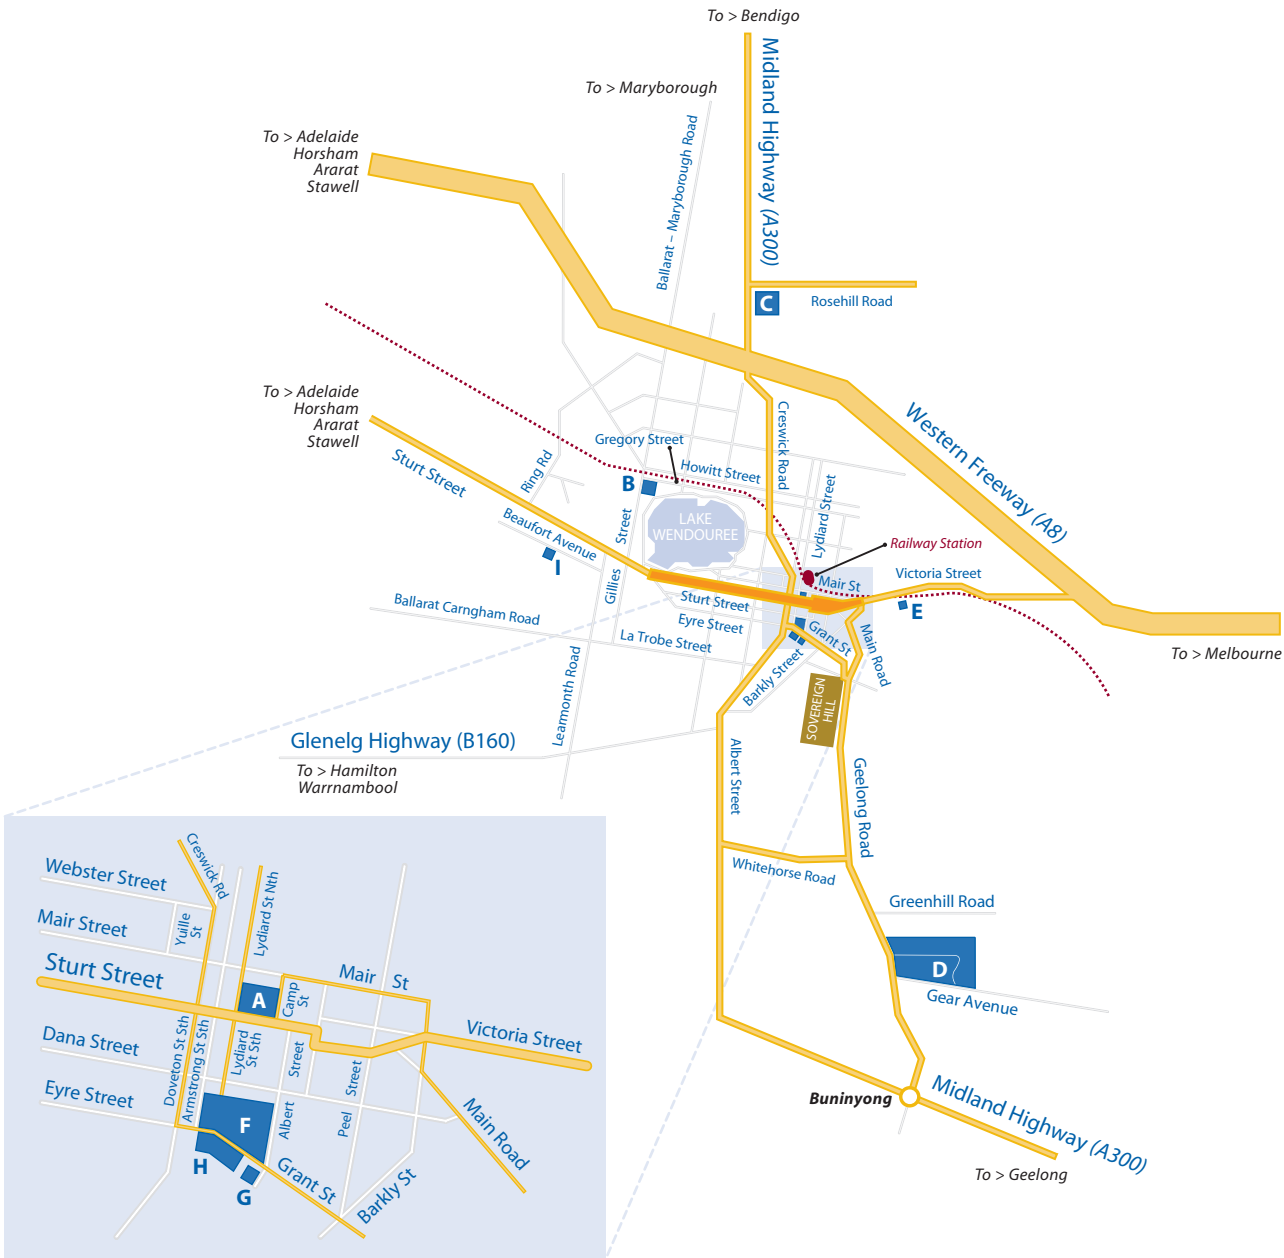 To > Bendigo
Midland Highway (A300)
To > Maryborough
Ballarat – Maryborough Road
To > Adelaide
Horsham
Ararat
Stawell
C
Rosehill Road
To > Adelaide
Horsham
Ararat
Stawell
Creswick Road
Western Freeway (A8)
Gregory Street
Howitt Street
Sturt Street
Ring Rd
B
Lydiard Street
LAKE
WENDOUREE
Street
Gillies
Beaufort Avenue
I
Railway Station
Mair St
Victoria Street
E
Ballarat Carngham Road
Sturt Street
Eyre Street
La Trobe Street
Grant St
Main Road
Barkly Street
To > Melbourne
Learmonth Road
SOVEREIGN
HILL
Glenelg Highway (B160)
To > Hamilton
Warrnambool
Albert Street
Geelong Road
Whitehorse Road
Greenhill Road
D
Gear Avenue
Buninyong
Midland Highway (A300)
To > Geelong
Creswick Rd
Webster Street
Lydiard St Nth
Mair Street
Yuille
St
Sturt Street
Mair St
A
Camp
St
Victoria Street
Dana Street
Doveton St Sth
Armstrong St Sth
Lydiard
St Sth
Street
Albert
Street
Peel
Eyre Street
F
Main Road
H
G
Grant St
Barkly St